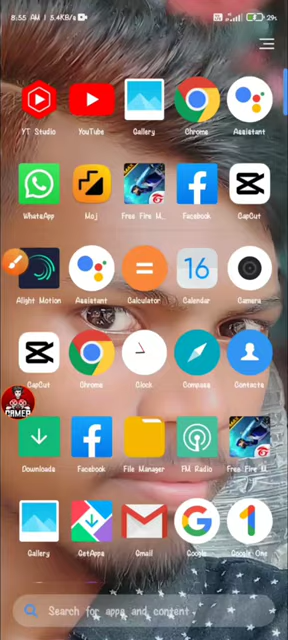 8:55 AM | 5.4KB/s
29%
YT Studio YouTube Gallery Chrome Assistant
WhatsApp Moj Free Fire M... Facebook CapCut
16
Alight Motion Assistant Calculator Calendar Camera
CapCut Chrome Clock Compass Contacts
GAMER
Downloads Facebook File Manager FM Radio Free Fire M...
Gallery GetApps Gmail Google Google One
Search for apps and content